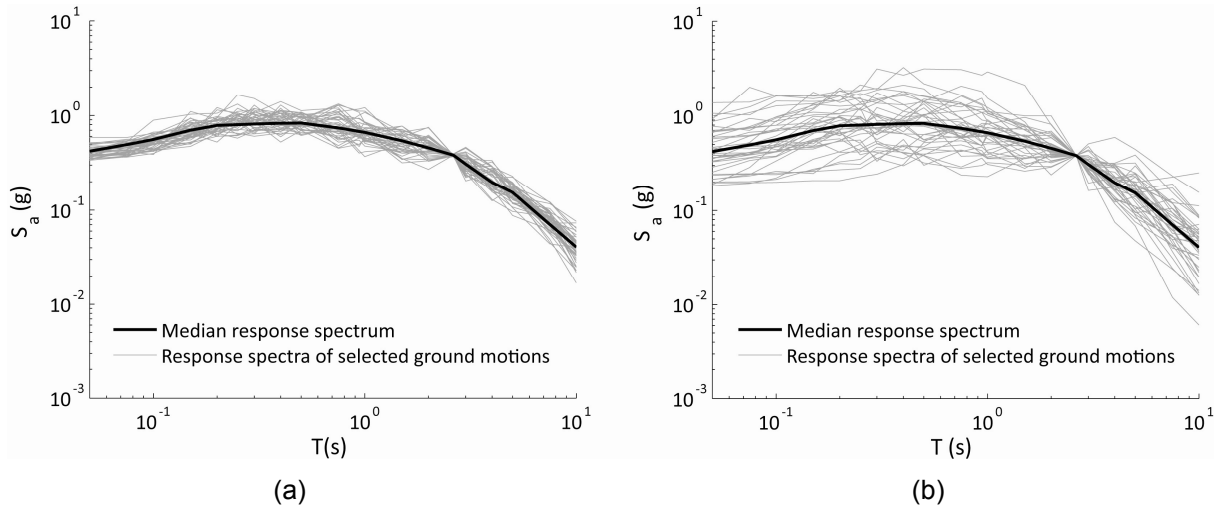 10^1
10^0
10^-1
10^-2
10^-3
S_a (g)
Median response spectrum
Response spectra of selected ground motions
10^-1
10^0
10^1
T(s)
(a)
10^1
10^0
10^-1
10^-2
10^-3
S_a (g)
Median response spectrum
Response spectra of selected ground motions
10^-1
10^0
10^1
T (s)
(b)